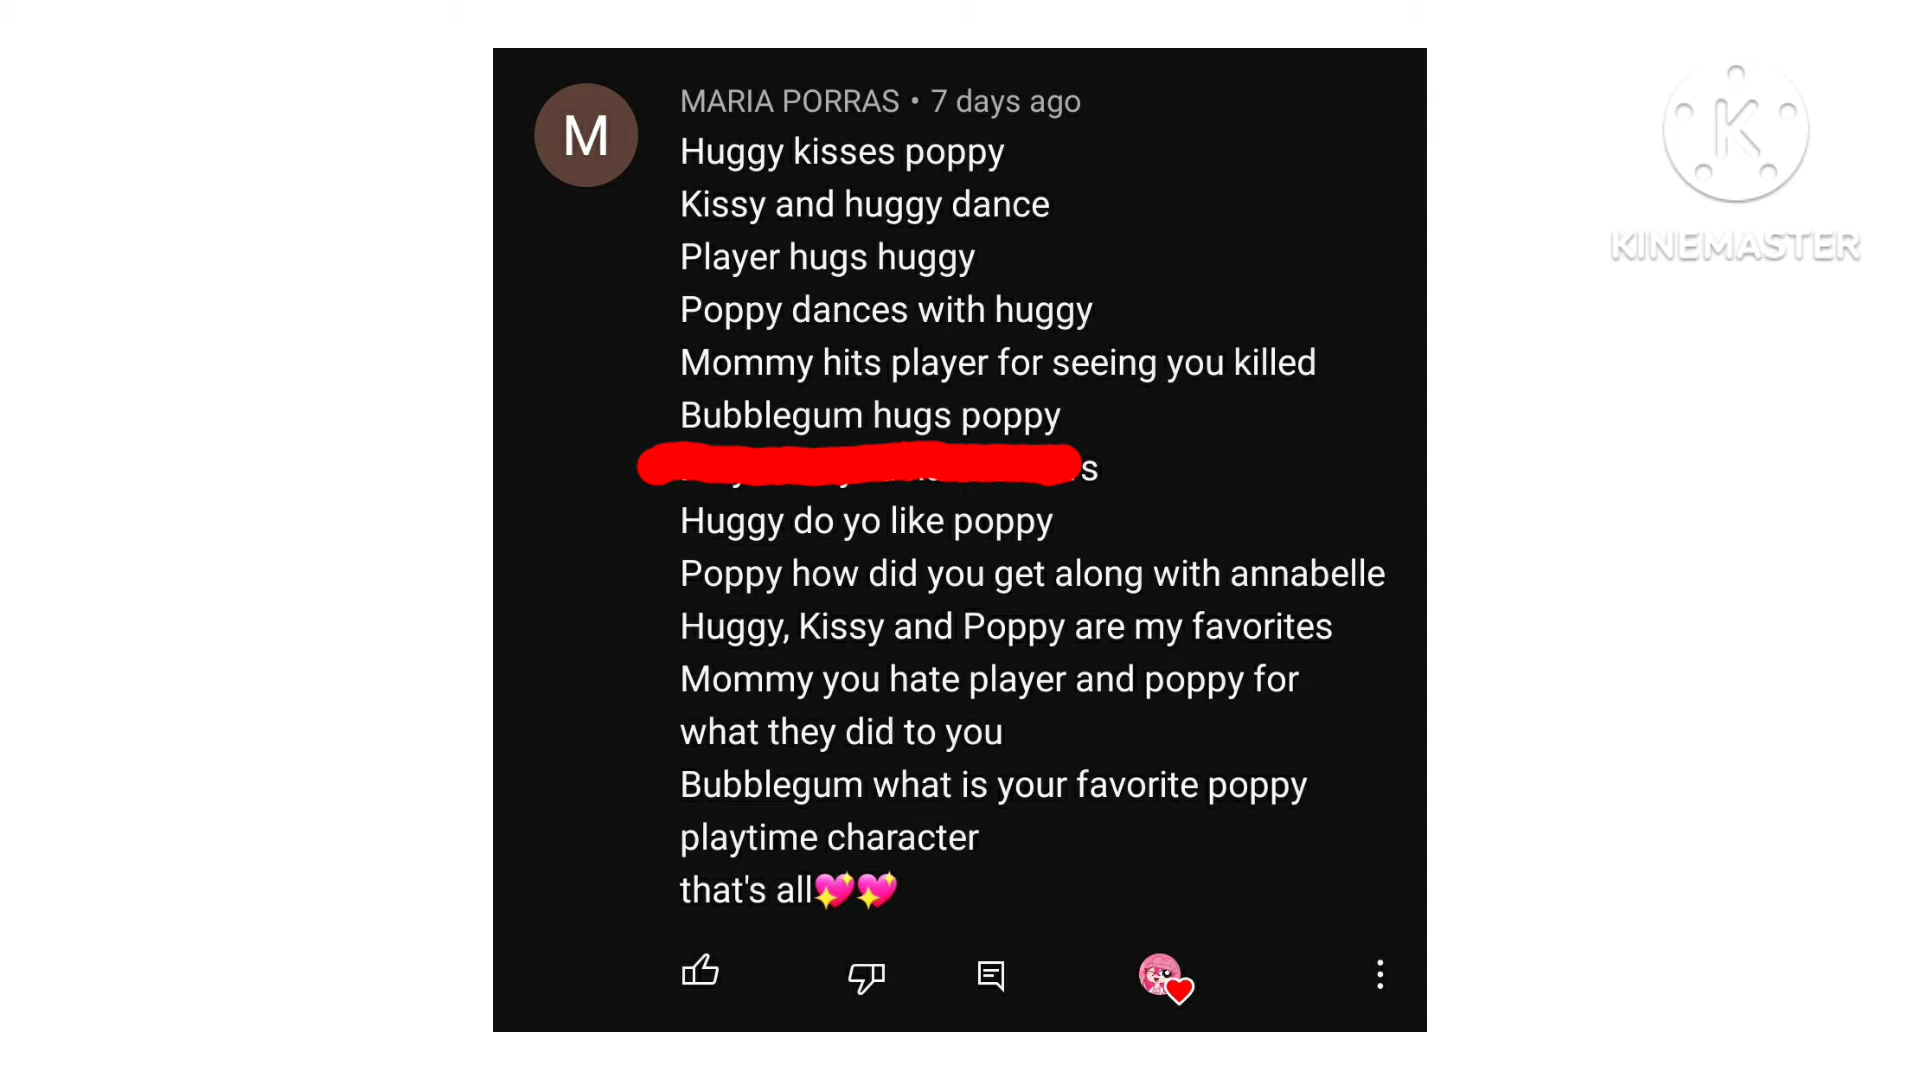 M
MARIA PORRAS • 7 days ago
Huggy kisses poppy
Kissy and huggy dance
Player hugs huggy
Poppy dances with huggy
Mommy hits player for seeing you killed
Bubblegum hugs poppy
Huggy do yo like poppy
Poppy how did you get along with annabelle
Huggy, Kissy and Poppy are my favorites
Mommy you hate player and poppy for
what they did to you
Bubblegum what is your favorite poppy
playtime character
that's all💖💖
K
KINEMASTER